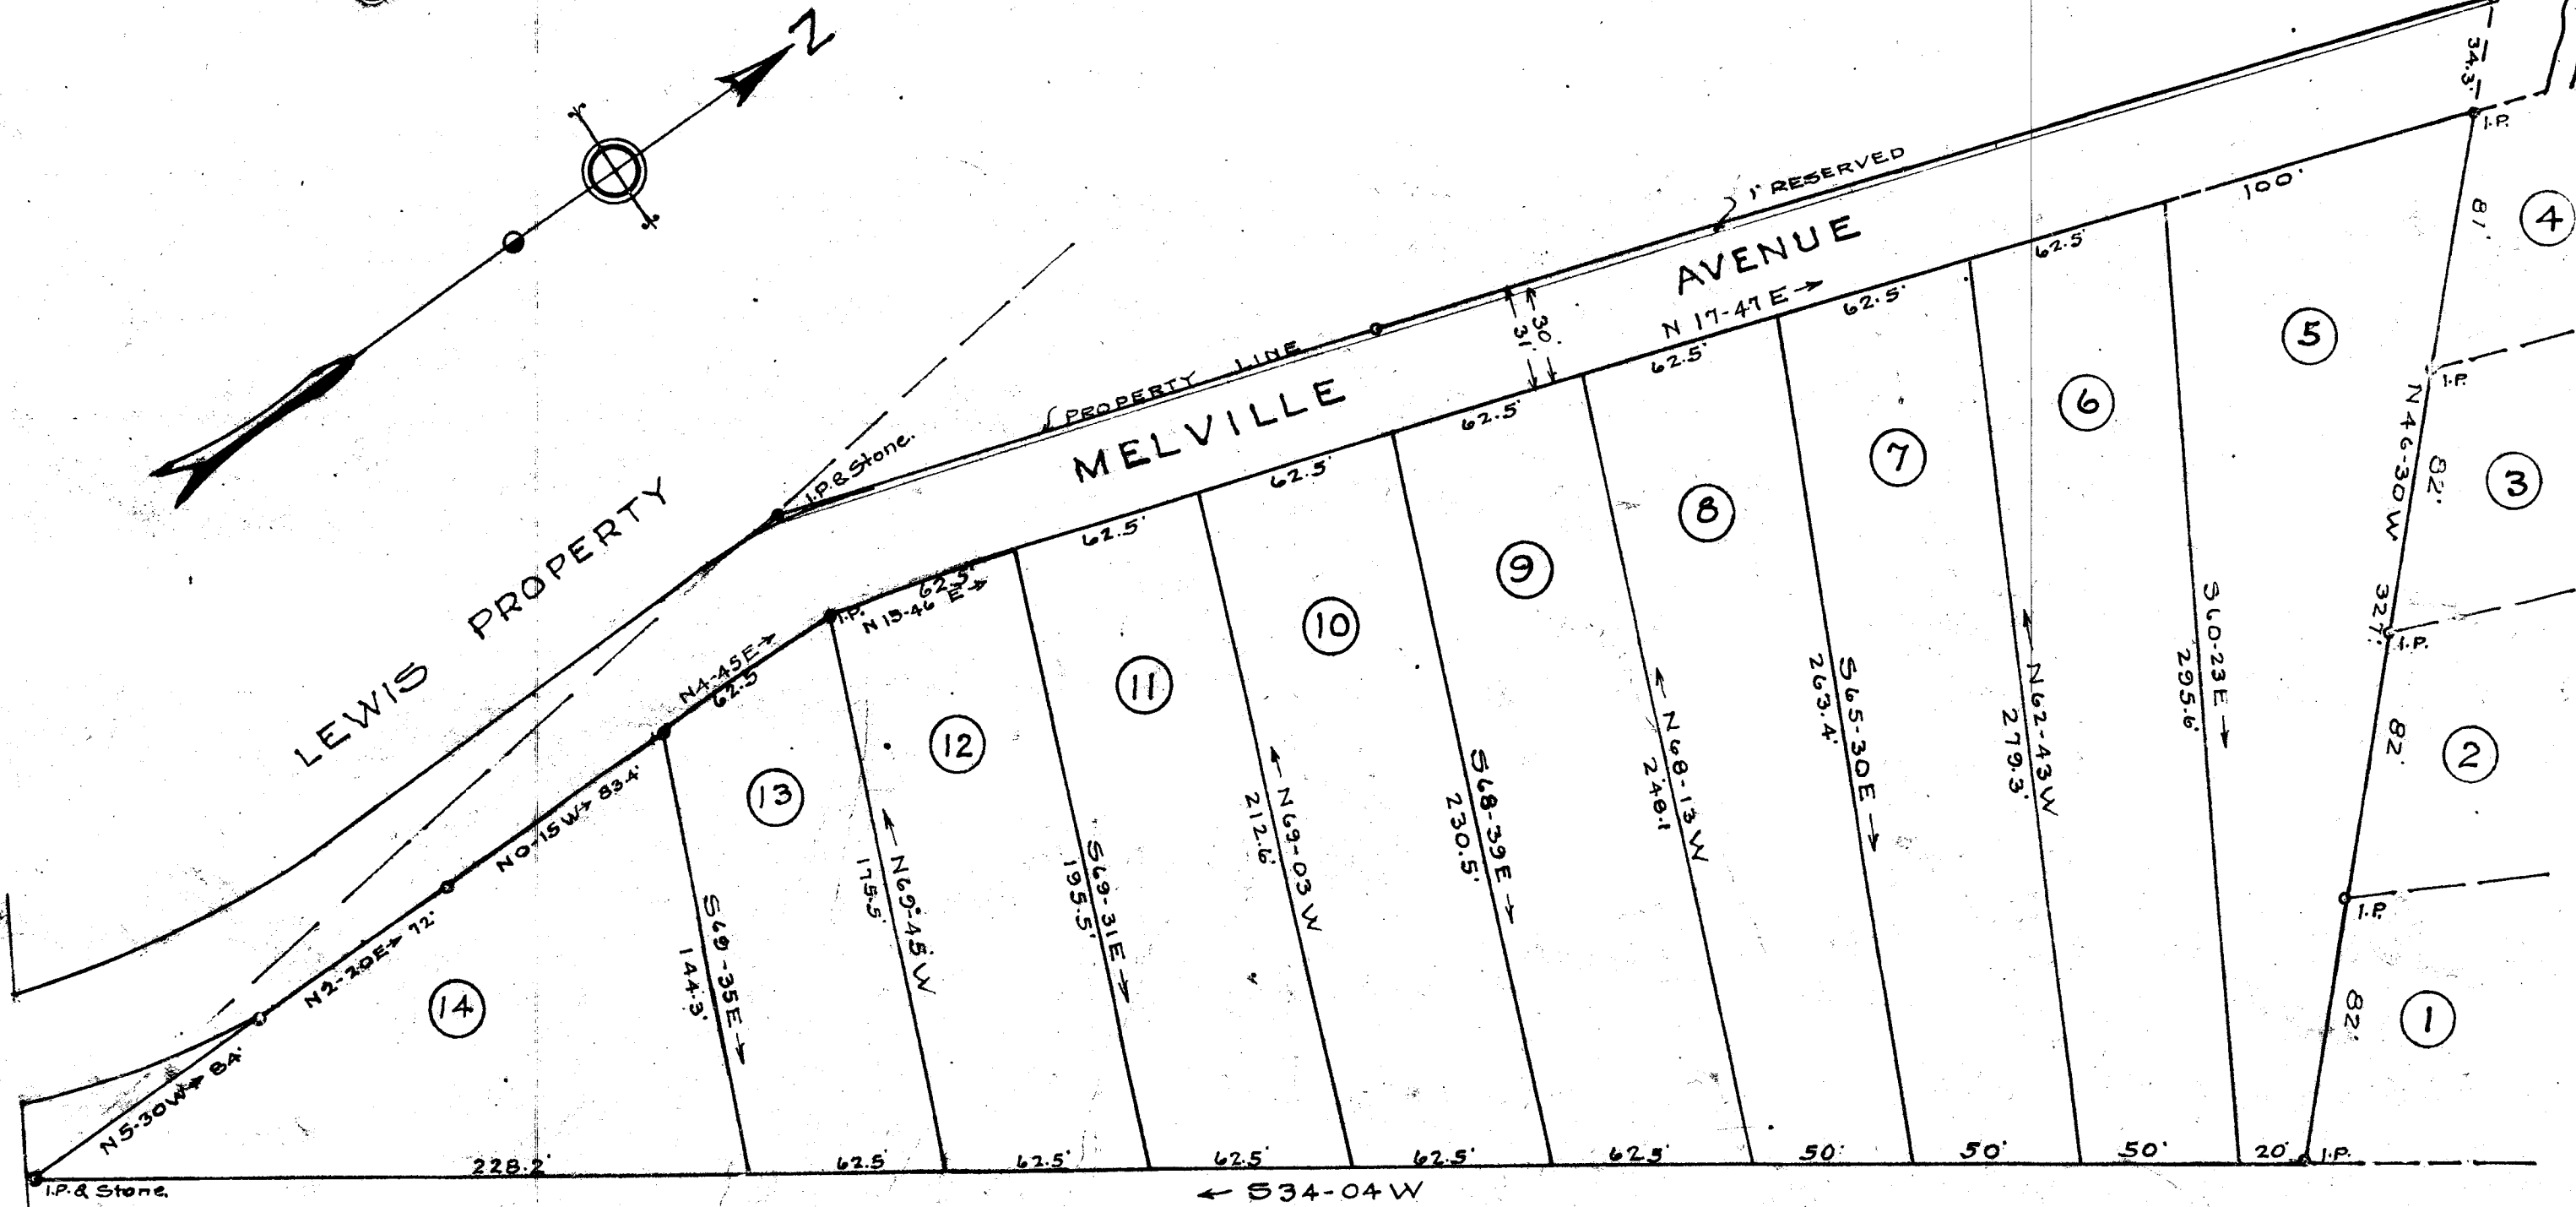 N
34.3'
I.P.
1' RESERVED
100'
81'
4
AVENUE
62.5'
N 17-47 E →
62.5'
30'
31'
62.5'
5
I.P.
PROPERTY LINE
MELVILLE
62.5'
6
N 46-30 W
82'
3
I.P. & Stone.
62.5'
7
LEWIS PROPERTY
62.5'
8
9
62.5'
N 15-46 E →
I.P.
10
327'
I.P.
N 4-45 E →
62.5
11
S 60-23 E →
295.6'
12
← N 62-43 W
279.3'
S 65-30 E →
263.4'
82'
2
13
N 0-15 W → 83.4'
← N 68-13 W
248.1
S 68-39 E →
230.5'
← N 69-03 W
212.6'
S 69-31 E →
195.5'
← N 69-45 W
175.5'
S 69-35 E →
144.3'
I.P.
N 2-20 E → 72'
14
82'
1
N 5-30 W → 84'
228.2'
62.5'
62.5'
62.5'
62.5'
62.5'
50'
50'
50'
20'
I.P.
I.P. & Stone.
← S 34-04 W